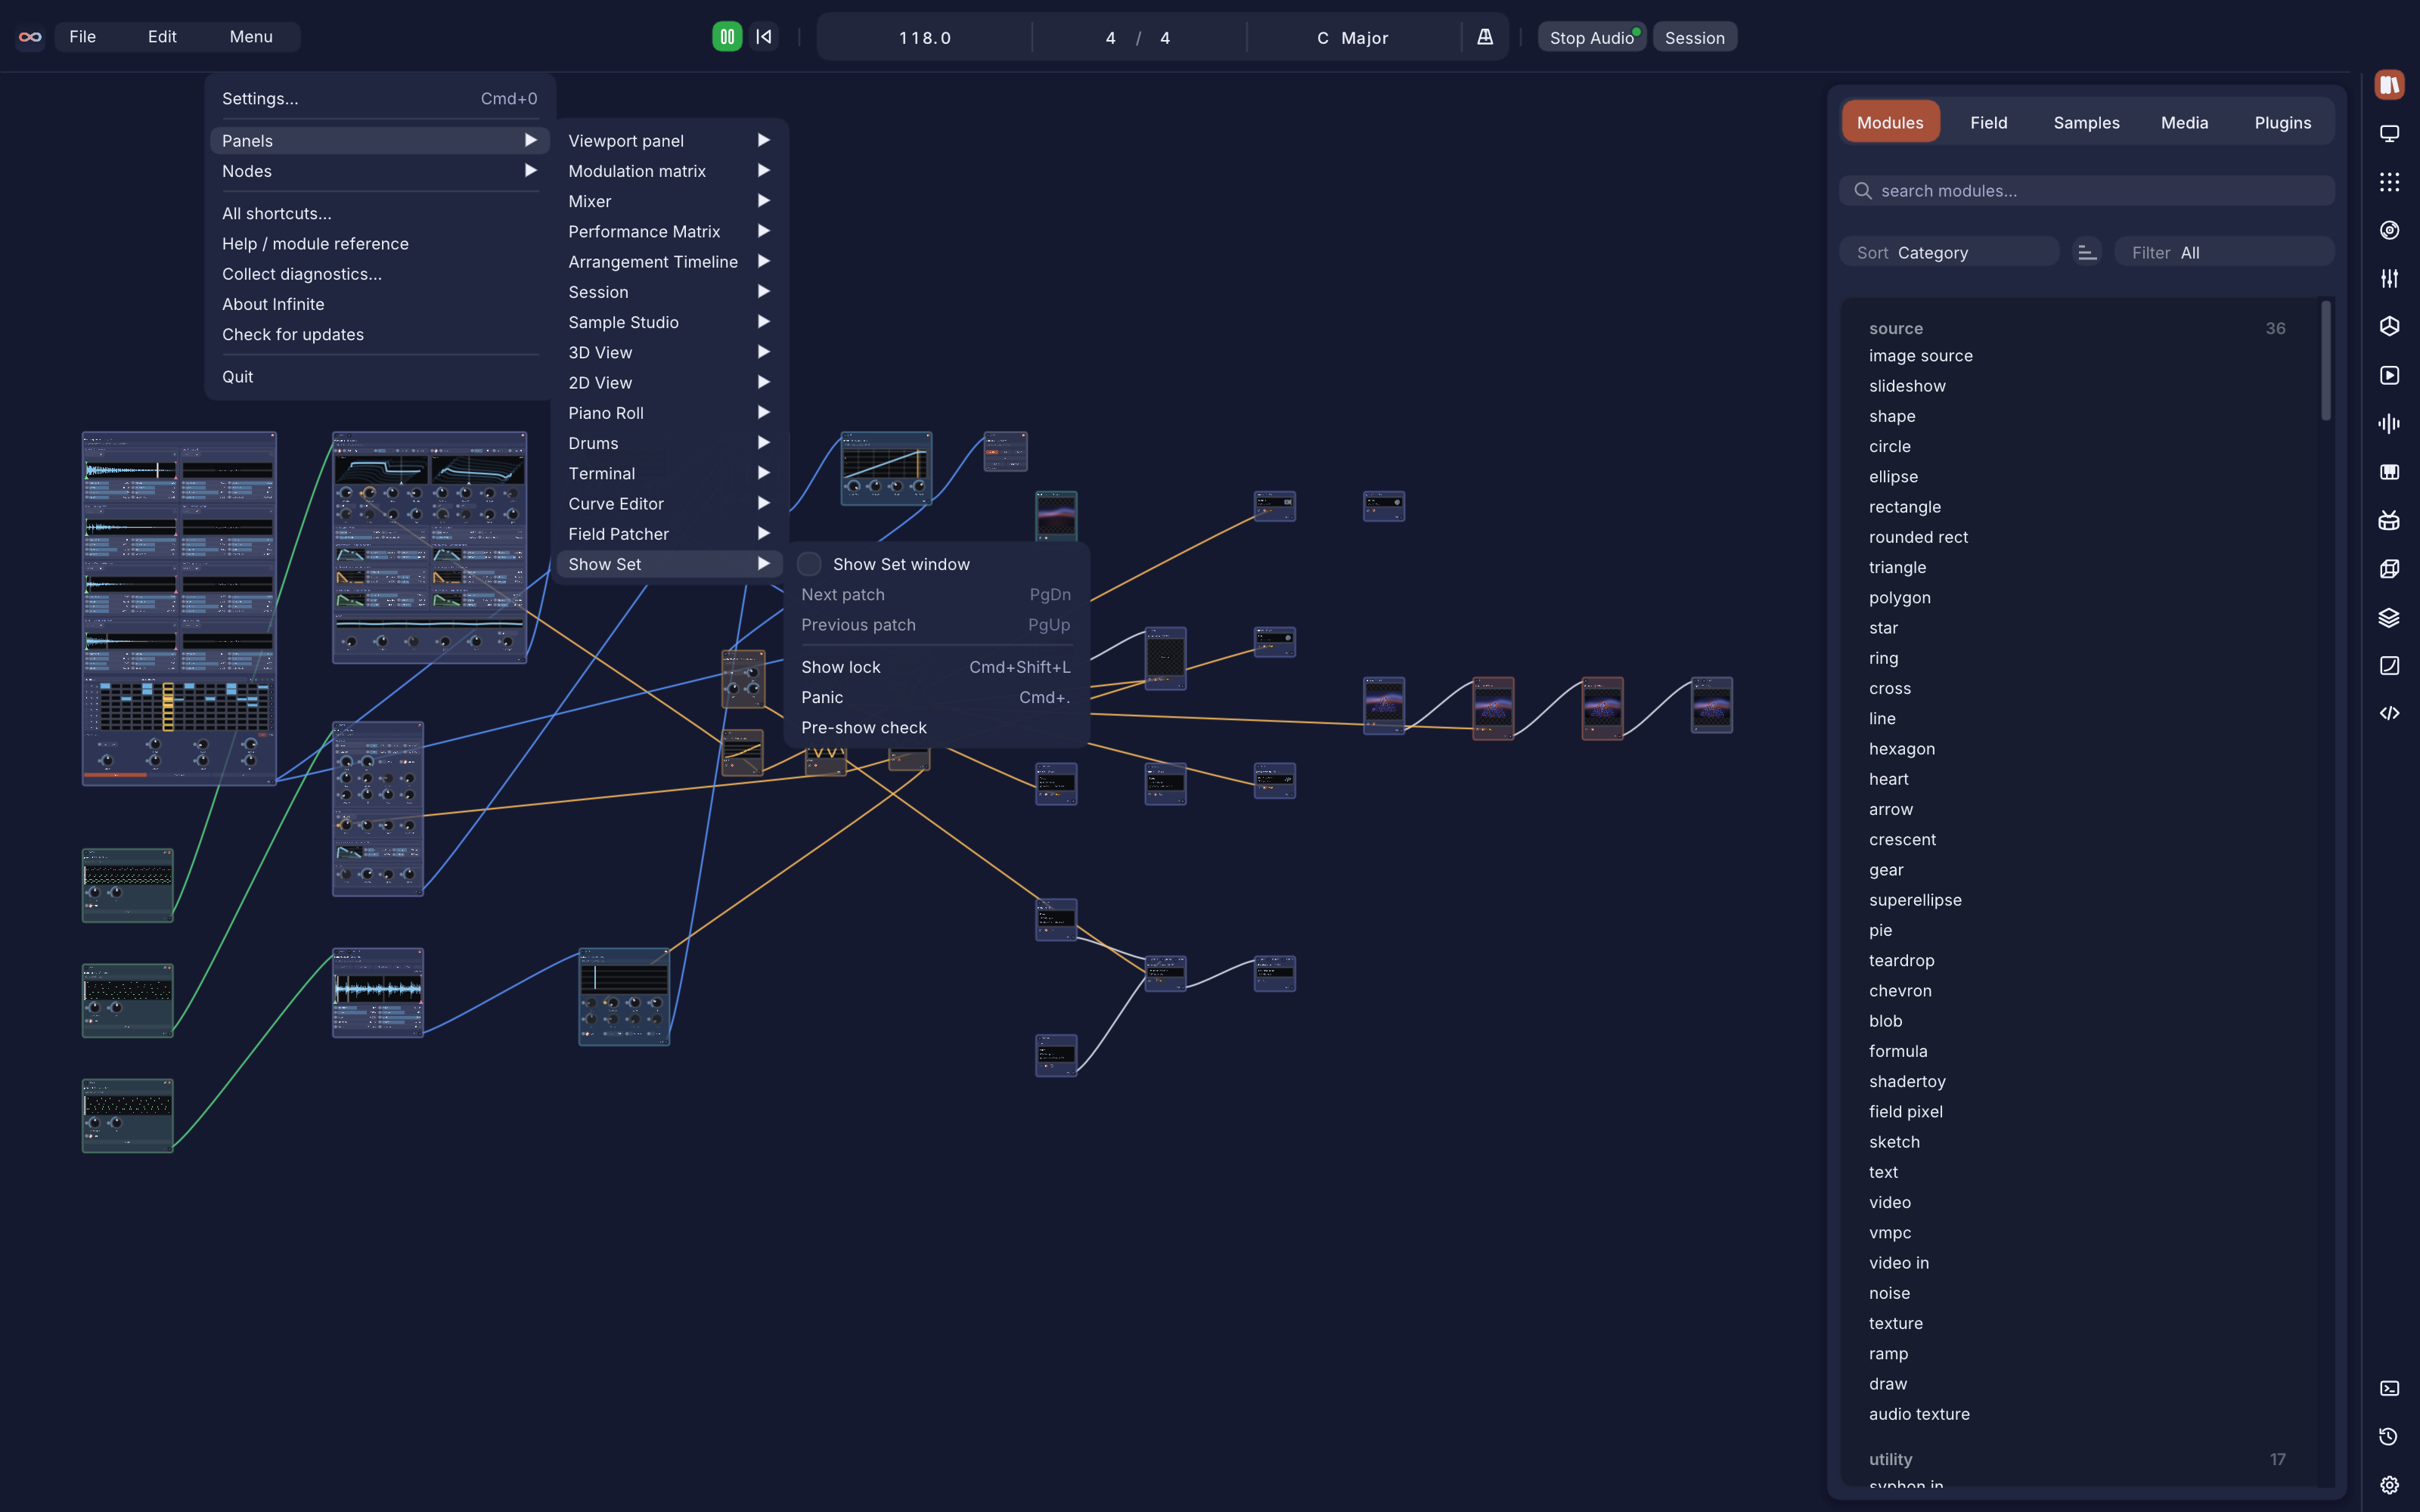 File Edit Menu
118.0 4 / 4 C Major
Stop Audio Session
Settings... Cmd+0
Panels
Nodes
All shortcuts...
Help / module reference
Collect diagnostics...
About Infinite
Check for updates
Quit
Viewport panel
Modulation matrix
Mixer
Performance Matrix
Arrangement Timeline
Session
Sample Studio
3D View
2D View
Piano Roll
Drums
Terminal
Curve Editor
Field Patcher
Show Set
Show Set window
Next patch PgDn
Previous patch PgUp
Show lock Cmd+Shift+L
Panic Cmd+.
Pre-show check
Modules Field Samples Media Plugins
search modules...
Sort Category Filter All
source 36
image source
slideshow
shape
circle
ellipse
rectangle
rounded rect
triangle
polygon
star
ring
cross
line
hexagon
heart
arrow
crescent
gear
superellipse
pie
teardrop
chevron
blob
formula
shadertoy
field pixel
sketch
text
video
vmpc
video in
noise
texture
ramp
draw
audio texture
utility 17
syphon in